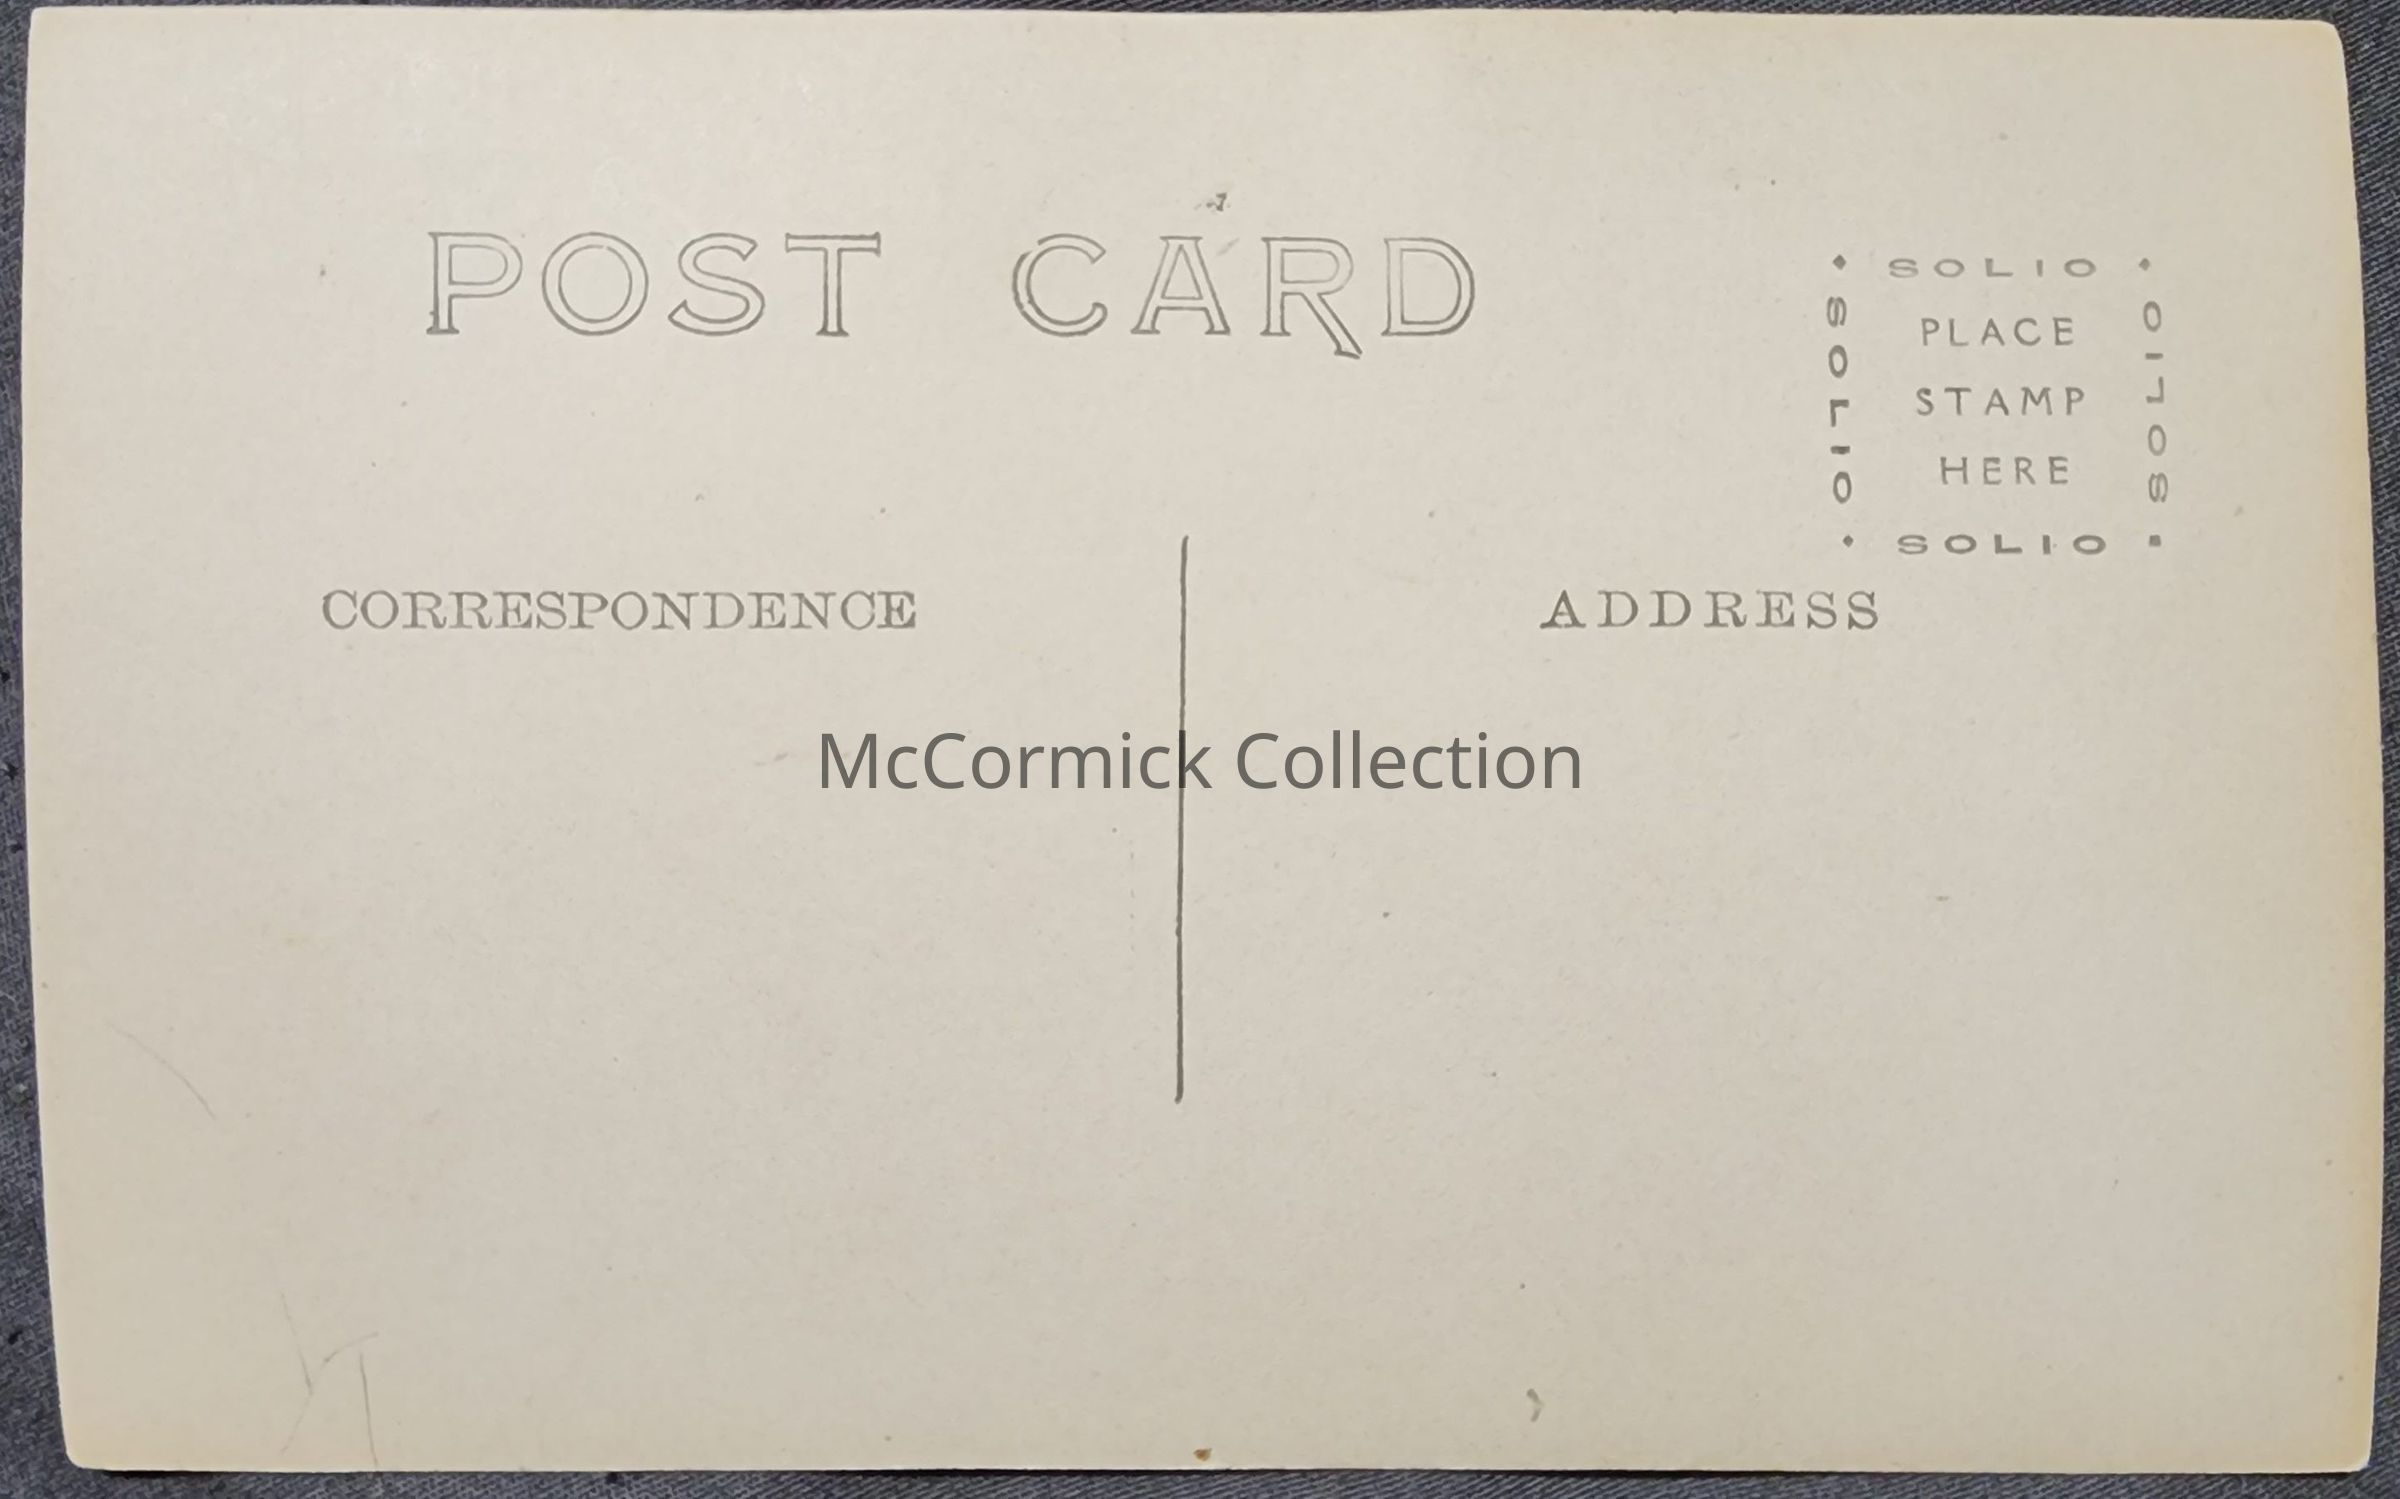 POST CARD
SOLIO
SOLIO
PLACE
STAMP
HERE
SOLIO
SOLIO
CORRESPONDENCE
ADDRESS
McCormick Collection